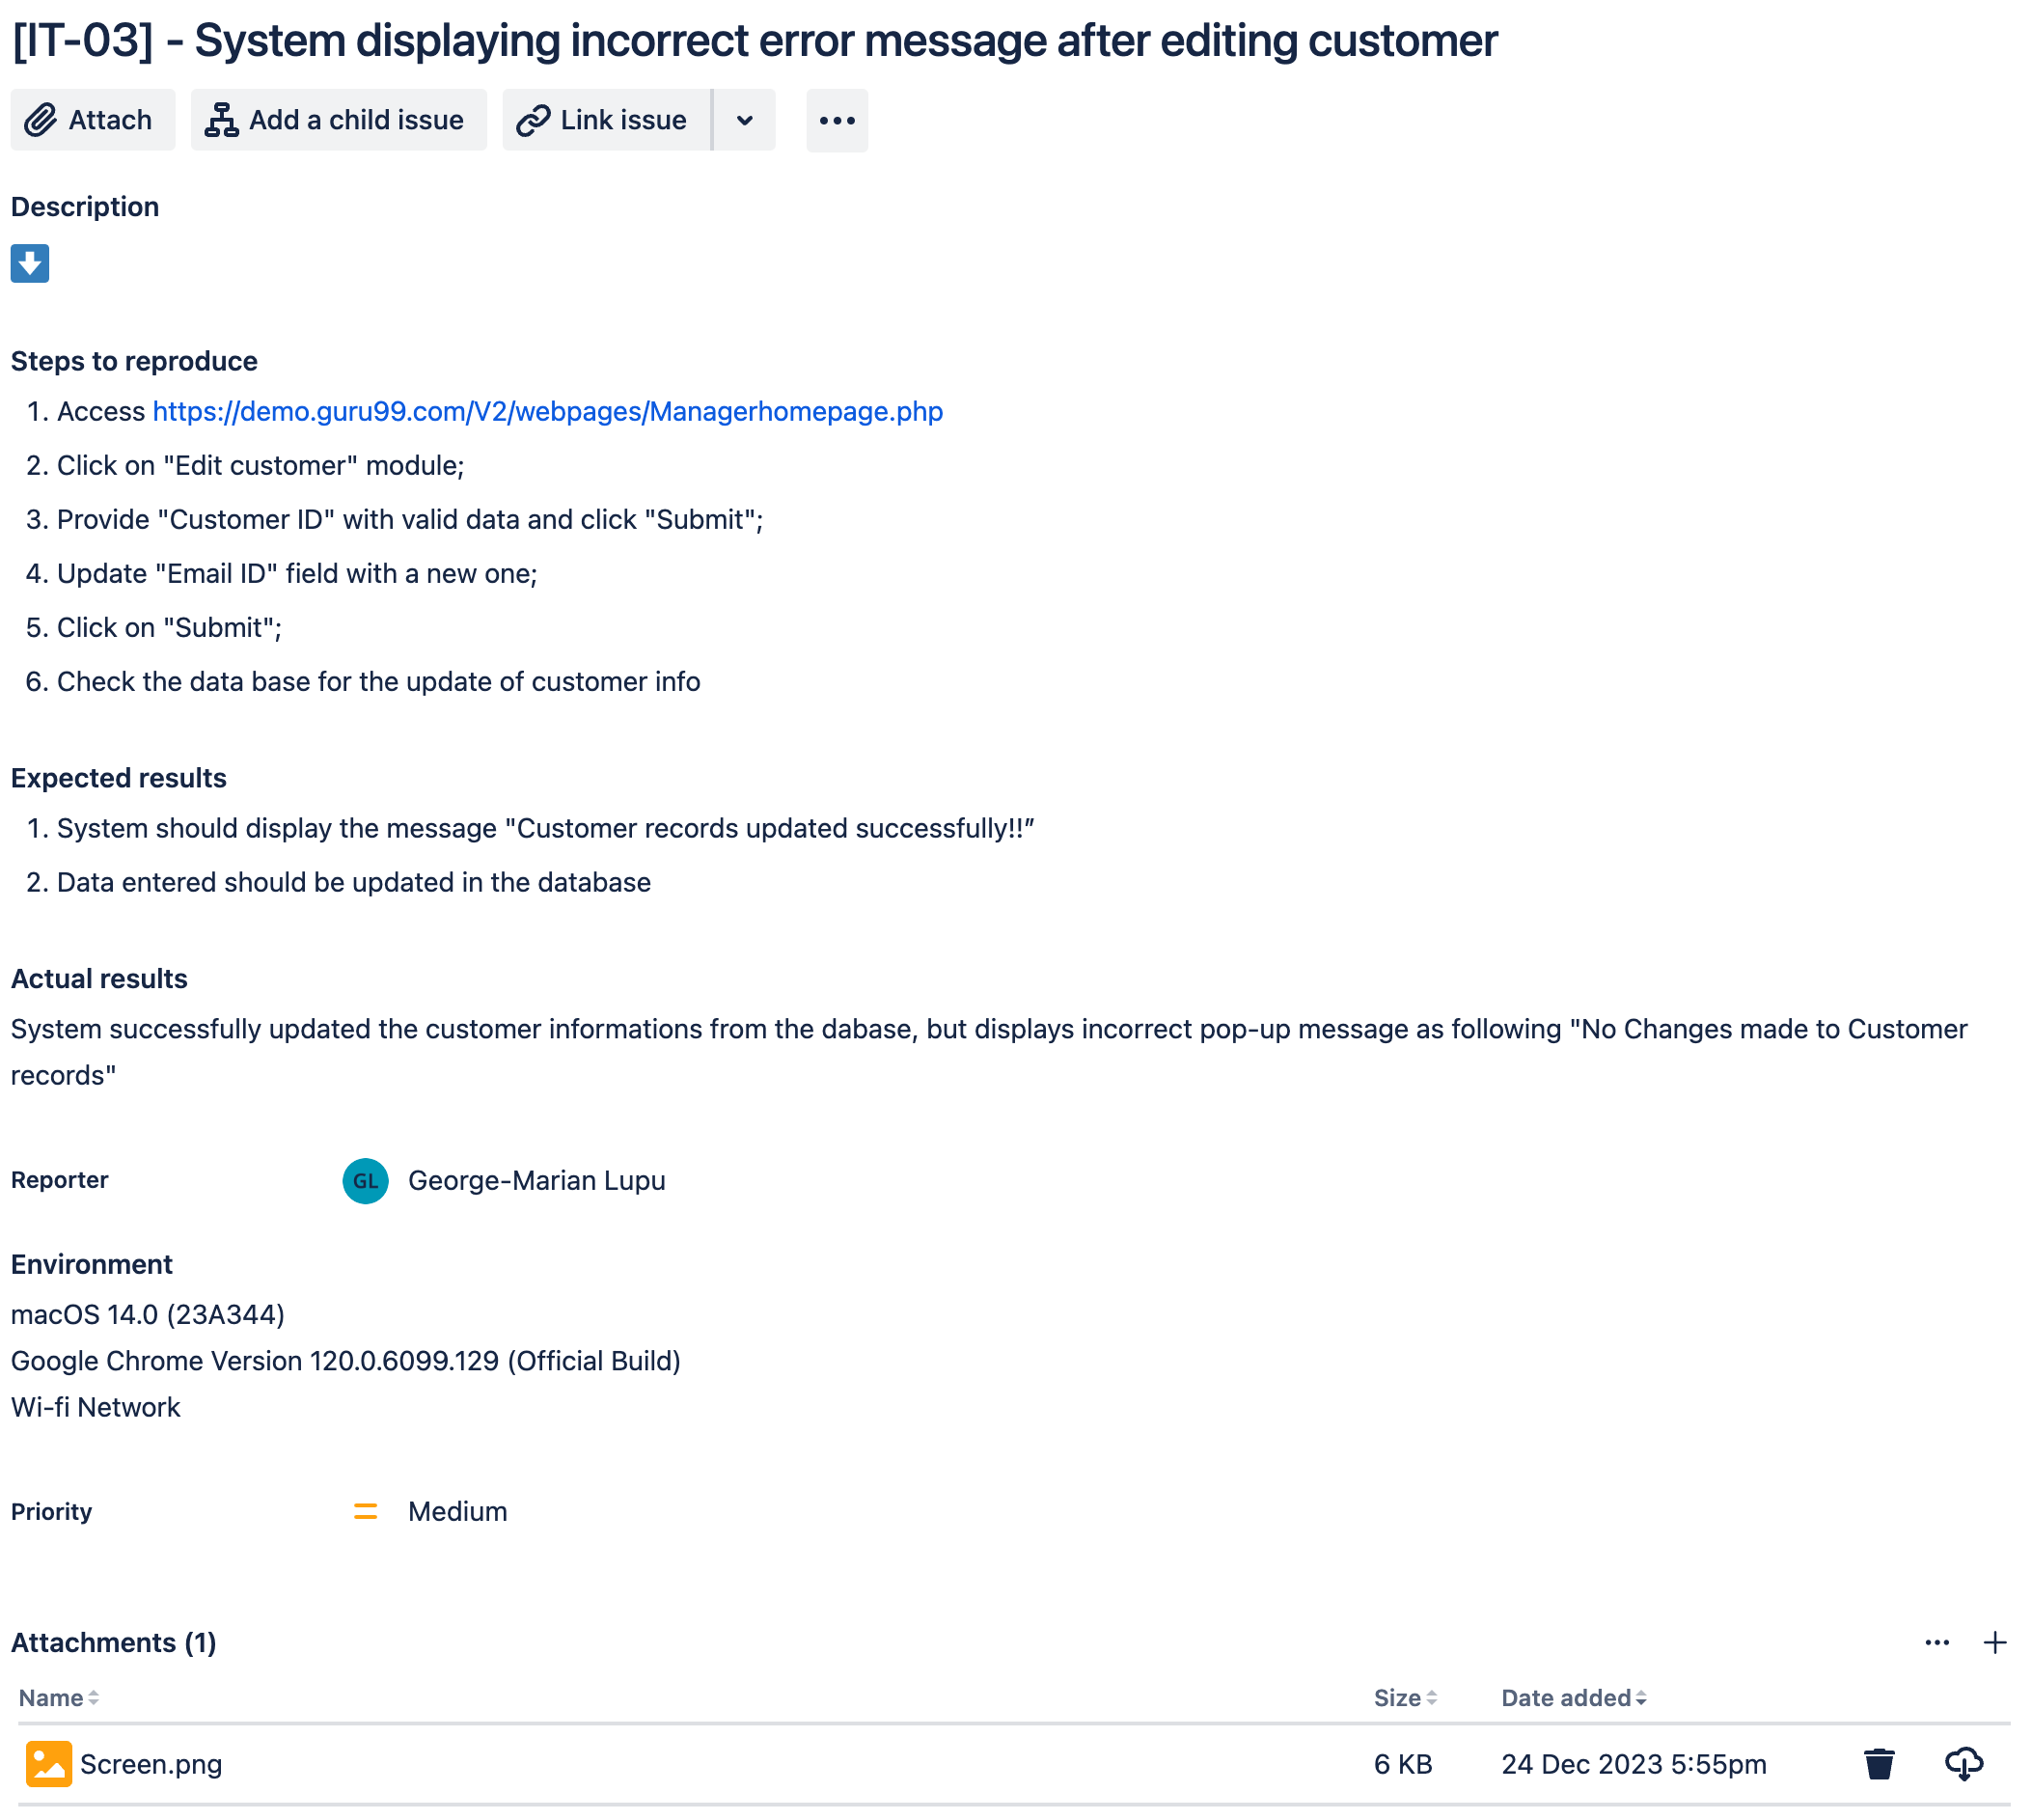 [IT-03] - System displaying incorrect error message after editing customer
Attach Add a child issue Link issue
Description
Steps to reproduce
1. Access https://demo.guru99.com/V2/webpages/Managerhomepage.php
2. Click on "Edit customer" module;
3. Provide "Customer ID" with valid data and click "Submit";
4. Update "Email ID" field with a new one;
5. Click on "Submit";
6. Check the data base for the update of customer info
Expected results
1. System should display the message "Customer records updated successfully!!”
2. Data entered should be updated in the database
Actual results
System successfully updated the customer informations from the dabase, but displays incorrect pop-up message as following "No Changes made to Customer
records"
Reporter GL George-Marian Lupu
Environment
macOS 14.0 (23A344)
Google Chrome Version 120.0.6099.129 (Official Build)
Wi-fi Network
Priority Medium
Attachments (1)
Name Size Date added
Screen.png 6 KB 24 Dec 2023 5:55pm